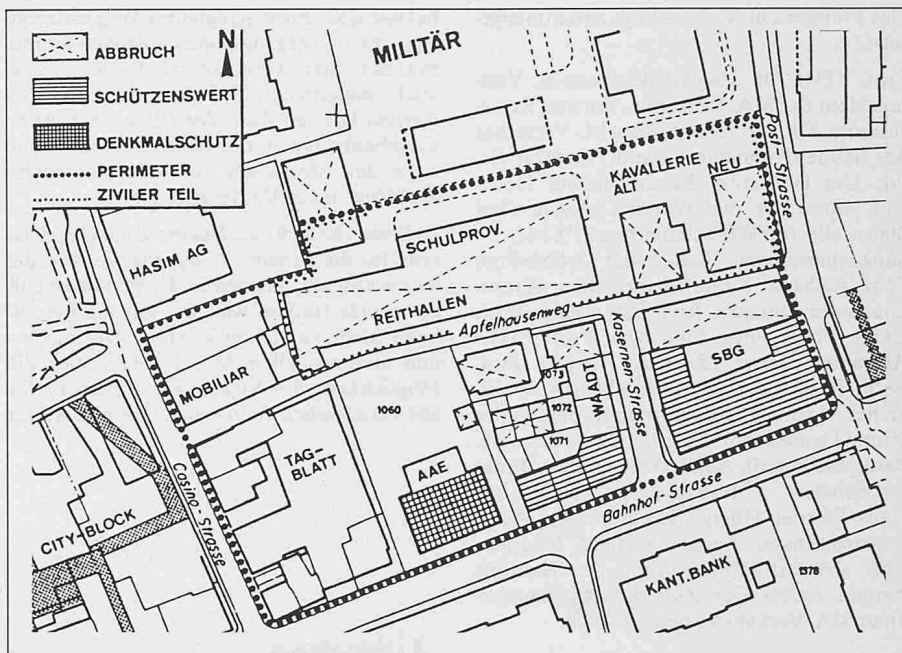 ABBRUCH
SCHÜTZENSWERT
DENKMALSCHUTZ
PERIMETER
ZIVILER TEIL
N
MILITÄR
Post-Strasse
KAVALLERIE
ALT
NEU
HASIM AG
SCHULPROV.
REITHALLEN
Apfelhausenweg
MOBILIAR
1060
1073
1072
1071
WAADT
Kasernen-Strasse
SBG
TAG-
BLATT
AAE
CITY-BLOCK
Casino-Strasse
Bahnhof-Strasse
KANT.BANK
1378